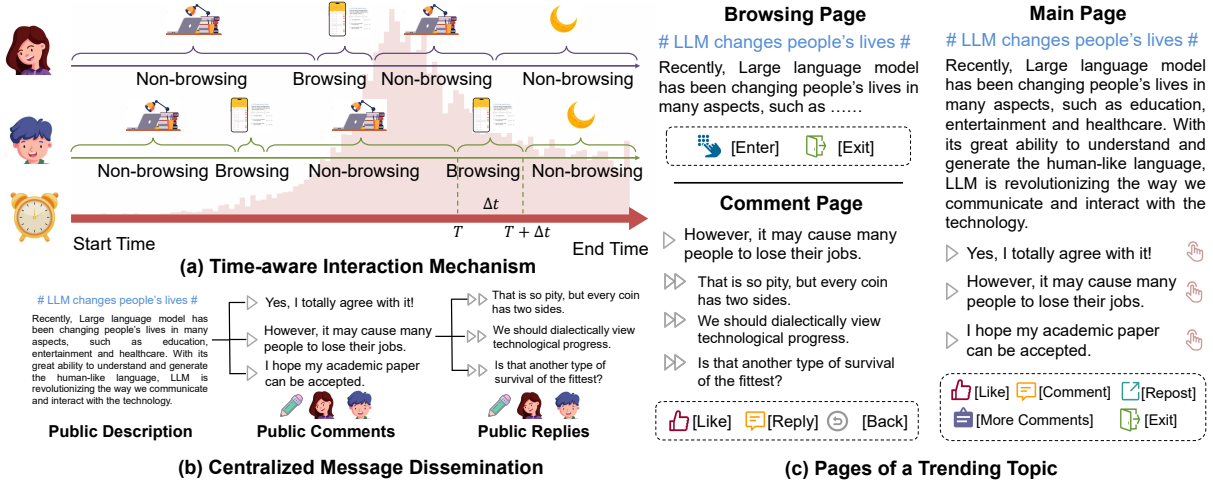 Non-browsing
Browsing
Non-browsing
Non-browsing
Non-browsing
Browsing
Non-browsing
Browsing
Non-browsing
Δt
T
T + Δt
Start Time
End Time
(a) Time-aware Interaction Mechanism
# LLM changes people's lives #
Recently, Large language model has
been changing people's lives in many
aspects, such as education,
entertainment and healthcare. With its
great ability to understand and generate
the human-like language, LLM is
revolutionizing the way we communicate
and interact with the technology.
Public Description
Yes, I totally agree with it!
However, it may cause many
people to lose their jobs.
I hope my academic paper
can be accepted.
Public Comments
That is so pity, but every coin
has two sides.
We should dialectically view
technological progress.
Is that another type of
survival of the fittest?
Public Replies
(b) Centralized Message Dissemination
Browsing Page
# LLM changes people's lives #
Recently, Large language model
has been changing people's lives in
many aspects, such as ......
[Enter]
[Exit]
Comment Page
However, it may cause many
people to lose their jobs.
That is so pity, but every coin
has two sides.
We should dialectically view
technological progress.
Is that another type of survival
of the fittest?
[Like]
[Reply]
[Back]
Main Page
# LLM changes people's lives #
Recently, Large language model
has been changing people's lives in
many aspects, such as education,
entertainment and healthcare. With
its great ability to understand and
generate the human-like language,
LLM is revolutionizing the way we
communicate and interact with the
technology.
Yes, I totally agree with it!
However, it may cause many
people to lose their jobs.
I hope my academic paper
can be accepted.
[Like]
[Comment]
[Repost]
[More Comments]
[Exit]
(c) Pages of a Trending Topic